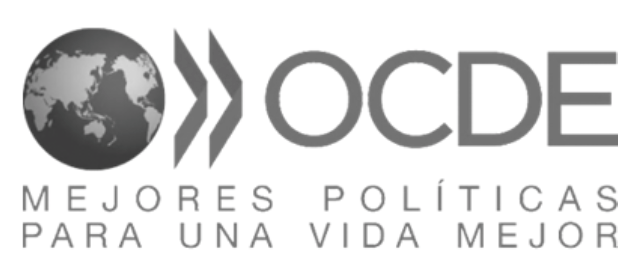 OCDE
MEJORES POLÍTICAS
PARA UNA VIDA MEJOR